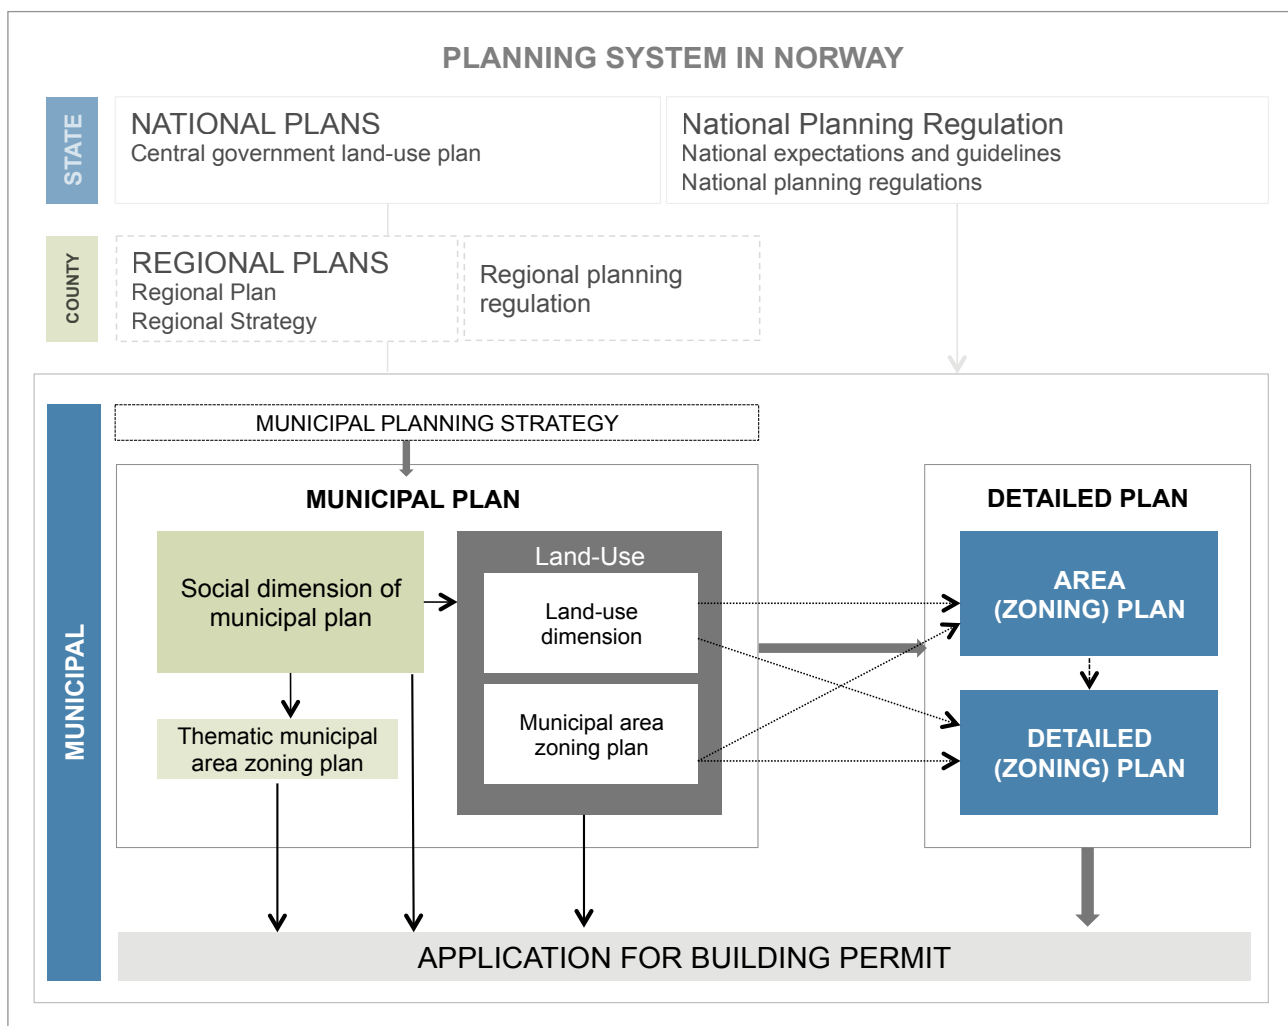 PLANNING SYSTEM IN NORWAY
STATE
NATIONAL PLANS
Central government land-use plan
National Planning Regulation
National expectations and guidelines
National planning regulations
COUNTY
REGIONAL PLANS
Regional Plan
Regional Strategy
Regional planning
regulation
MUNICIPAL
MUNICIPAL PLANNING STRATEGY
MUNICIPAL PLAN
Social dimension of
municipal plan
Thematic municipal
area zoning plan
Land-Use
Land-use
dimension
Municipal area
zoning plan
DETAILED PLAN
AREA
(ZONING) PLAN
DETAILED
(ZONING) PLAN
APPLICATION FOR BUILDING PERMIT